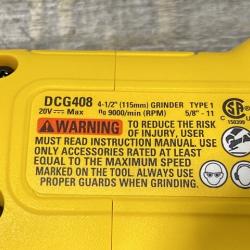 DCG408 4-1/2" (115mm) GRINDER TYPE 1
20V⎓ Max n₀ 9000/min (RPM) 5/8" - 11
WARNING TO REDUCE THE RISK
OF INJURY, USER
MUST READ INSTRUCTION MANUAL. USE
ONLY ACCESSORIES RATED AT LEAST
EQUAL TO THE MAXIMUM SPEED
MARKED ON THE TOOL. ALWAYS USE
PROPER GUARDS WHEN GRINDING.
C US